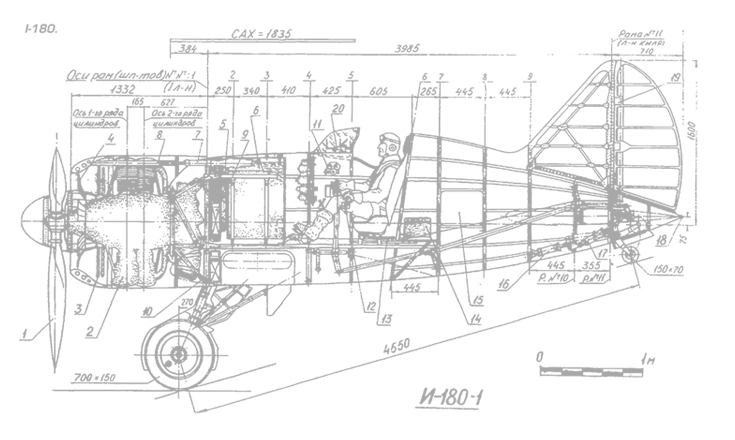 I-180.
САХ = 1835
384
3985
Рама №11
(Л-н киля)
710
Оси рам (шп-тов) №№: 1
(1 л-н)
2 3 4 5 6 7 8 9
1332
250 340 410 425 605 265 445 445
165 627
Ось 1-го ряда
цилиндров
Ось 2-го ряда
цилиндров
4 8 7 5 9 6 11 20 19
1600
75
18
17
16
15
14
13
12
10
3
2
1
270
445
445 355
Р.№10 Р.№11
150×70
700×150
4650
0 1м
И-180-1